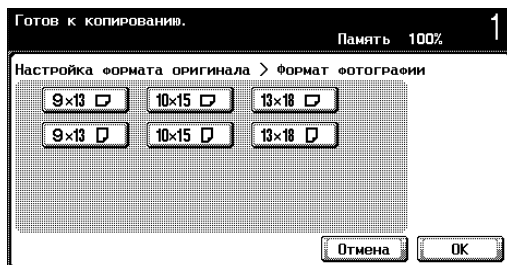 Готов к копированию.
Память 100% 1
Настройка формата оригинала > Формат фотографии
9×13 10×15 13×18
9×13 10×15 13×18
Отмена OK